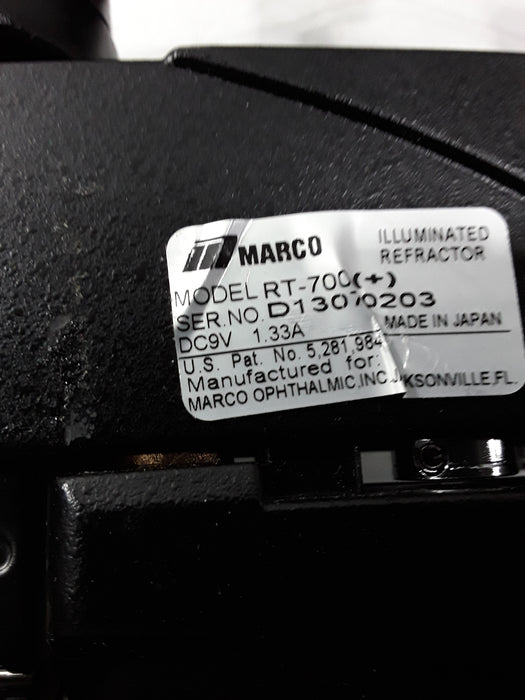 MARCO
ILLUMINATED
REFRACTOR
MODEL RT-700(+)
SER.NO. D13070203
DC9V 1.33A
MADE IN JAPAN
U.S. Pat. No. 5,281,984
Manufactured for:
MARCO OPHTHALMIC,INC. KSONVILLE,FL.